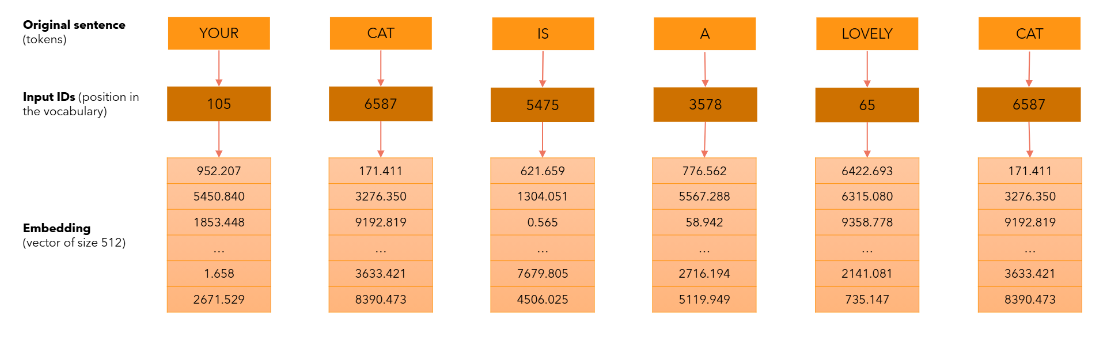 Original sentence YOUR CAT IS A LOVELY CAT
(tokens)
Input IDs (position in 105 6587 5475 3578 65 6587
the vocabulary)
952.207 171.411 621.659 776.562 6422.693 171.411
5450.840 3276.350 1304.051 5567.288 6315.080 3276.350
1853.448 9192.819 0.565 58.942 9358.778 9192.819
Embedding
(vector of size 512) ... ... ... ... ... ...
1.658 3633.421 7679.805 2716.194 2141.081 3633.421
2671.529 8390.473 4506.025 5119.949 735.147 8390.473